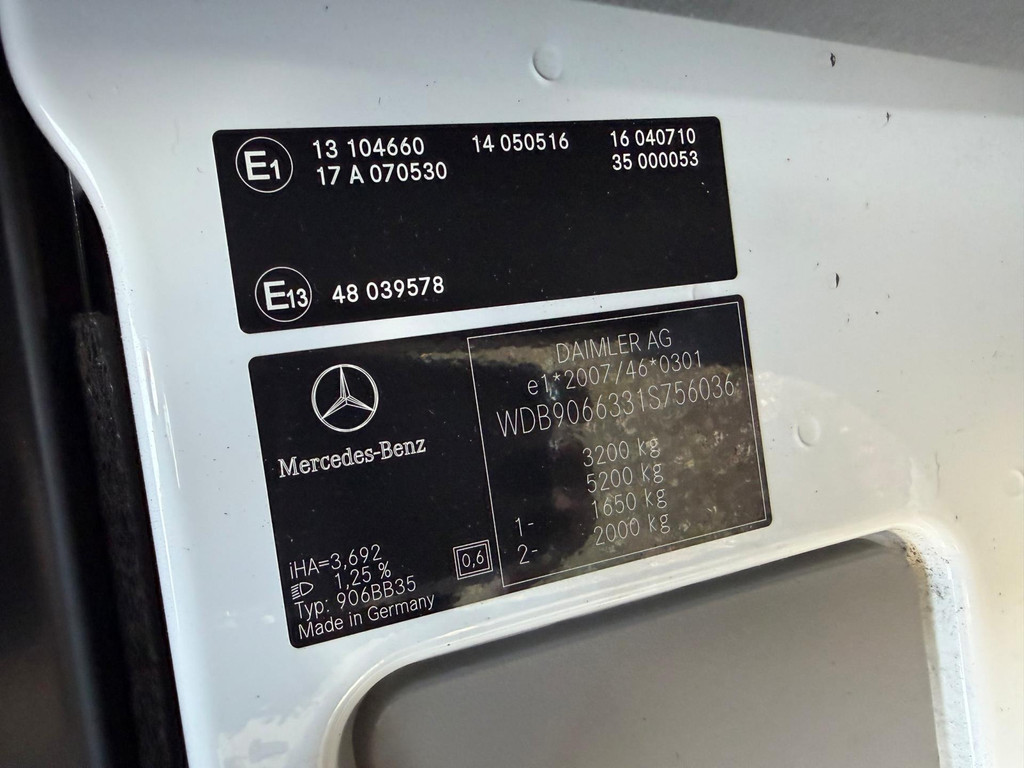 E1 13 104660 14 050516 16 040710
17 A 070530 35 000053
E13 48 039578
Mercedes-Benz
iHA=3,692
1,25 %
Typ: 906BB35
Made in Germany
0,6
DAIMLER AG
e1*2007/46*0301
WDB9066331S756036
3200 kg
5200 kg
1- 1650 kg
2- 2000 kg